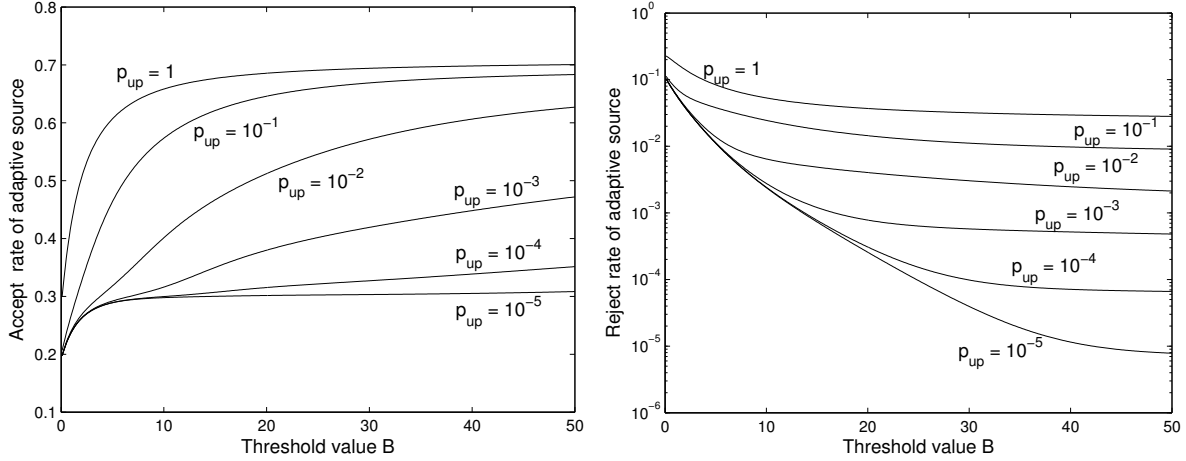 0.8
0.7
0.6
0.5
0.4
0.3
0.2
0.1
0
10
20
30
40
50
Accept rate of adaptive source
Threshold value B
p_up = 1
p_up = 10^-1
p_up = 10^-2
p_up = 10^-3
p_up = 10^-4
p_up = 10^-5
10^0
10^-1
10^-2
10^-3
10^-4
10^-5
10^-6
0
10
20
30
40
50
Reject rate of adaptive source
Threshold value B
p_up = 1
p_up = 10^-1
p_up = 10^-2
p_up = 10^-3
p_up = 10^-4
p_up = 10^-5